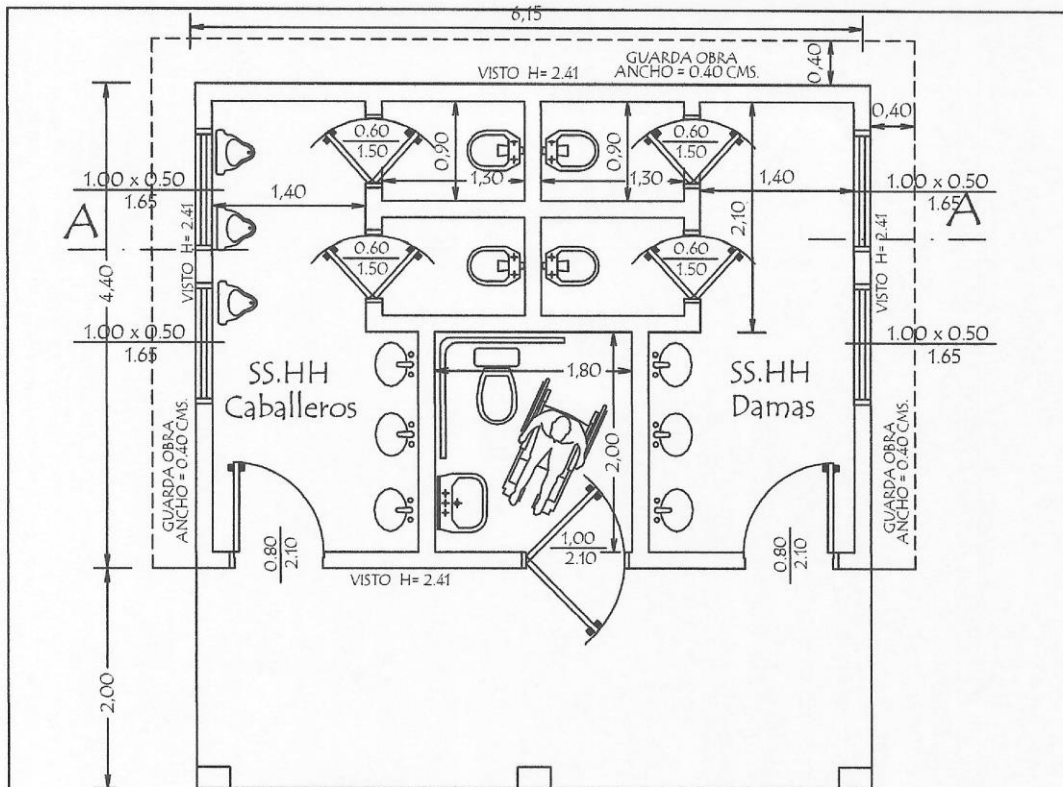 6,15
GUARDA OBRA
ANCHO = 0.40 CMS.
VISTO H= 2.41
0,40
0,40
0.60
1.50
0,90
1,30
0,90
1,30
0.60
1.50
1.00 x 0.50
1.65
A
1,40
1,40
2,10
1.00 x 0.50
1.65
A
VISTO H= 2.41
VISTO H= 2.41
4,40
0.60
1.50
0.60
1.50
1.00 x 0.50
1.65
1.00 x 0.50
1.65
SS.HH
Caballeros
1,80
2,00
SS.HH
Damas
GUARDA OBRA
ANCHO = 0.40 CMS.
GUARDA OBRA
ANCHO = 0.40 CMS.
0.80
2.10
1,00
2.10
0.80
2.10
VISTO H= 2.41
2,00